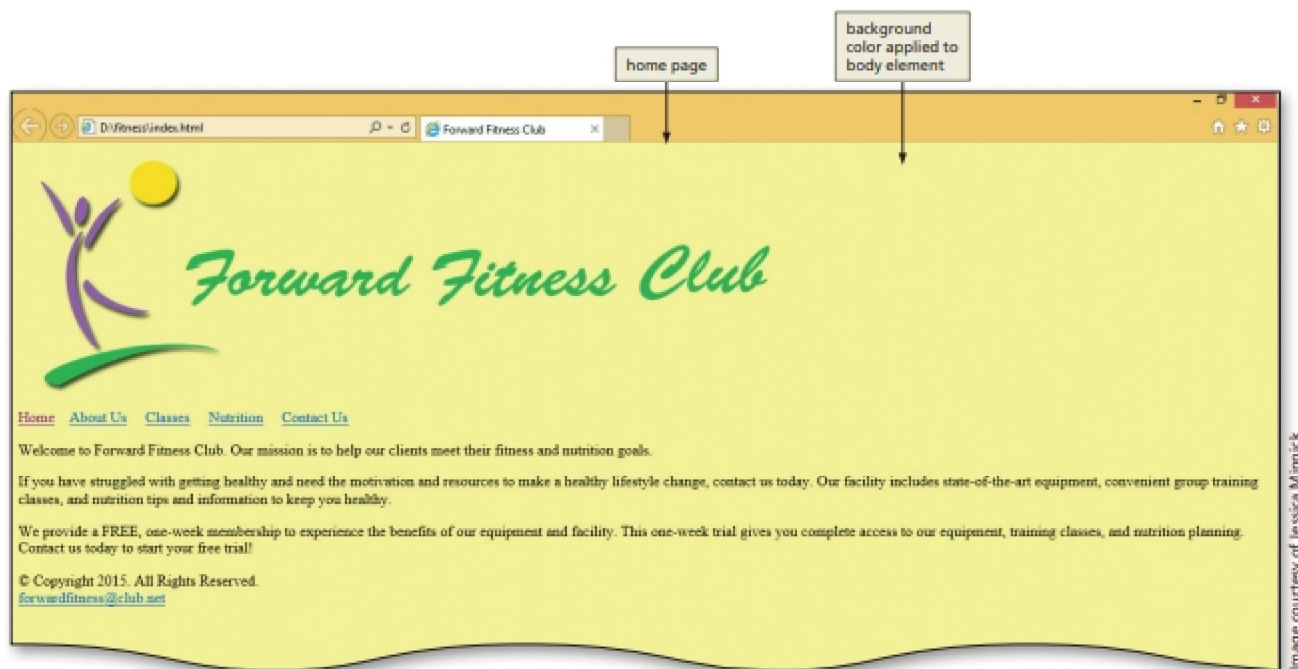 home page
background
color applied to
body element
D:\fitness\index.html
Forward Fitness Club
Forward Fitness Club
Home About Us Classes Nutrition Contact Us
Welcome to Forward Fitness Club. Our mission is to help our clients meet their fitness and nutrition goals.
If you have struggled with getting healthy and need the motivation and resources to make a healthy lifestyle change, contact us today. Our facility includes state-of-the-art equipment, convenient group training
classes, and nutrition tips and information to keep you healthy.
We provide a FREE, one-week membership to experience the benefits of our equipment and facility. This one-week trial gives you complete access to our equipment, training classes, and nutrition planning.
Contact us today to start your free trial!
© Copyright 2015. All Rights Reserved.
forwardfitness@club.net
Image courtesy of Jessica Minnick